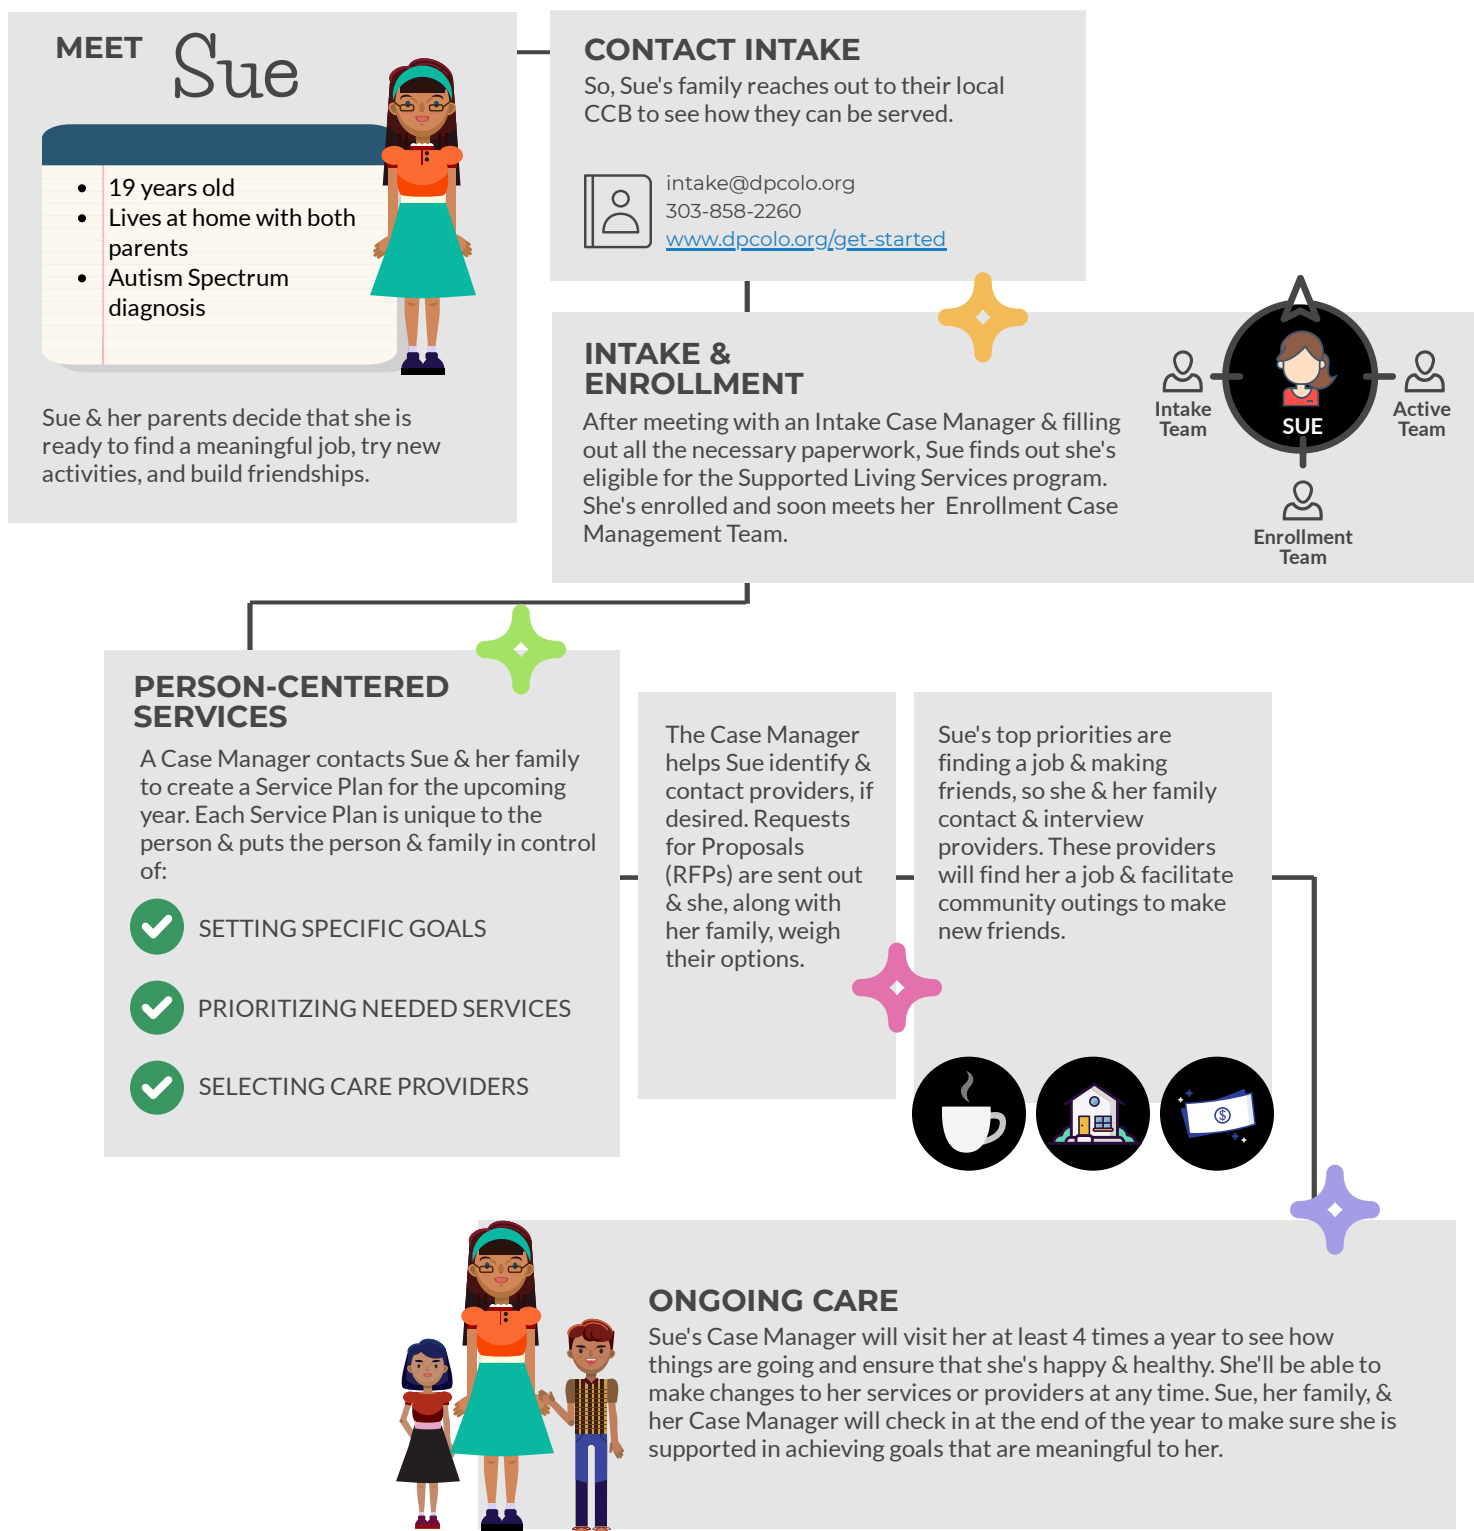 MEET Sue
• 19 years old
• Lives at home with both
parents
• Autism Spectrum
diagnosis
Sue & her parents decide that she is
ready to find a meaningful job, try new
activities, and build friendships.
CONTACT INTAKE
So, Sue's family reaches out to their local
CCB to see how they can be served.
intake@dpcolo.org
303-858-2260
www.dpcolo.org/get-started
INTAKE &
ENROLLMENT
After meeting with an Intake Case Manager & filling
out all the necessary paperwork, Sue finds out she's
eligible for the Supported Living Services program.
She's enrolled and soon meets her Enrollment Case
Management Team.
Intake
Team
SUE
Active
Team
Enrollment
Team
PERSON-CENTERED
SERVICES
A Case Manager contacts Sue & her family
to create a Service Plan for the upcoming
year. Each Service Plan is unique to the
person & puts the person & family in control
of:
SETTING SPECIFIC GOALS
PRIORITIZING NEEDED SERVICES
SELECTING CARE PROVIDERS
The Case Manager
helps Sue identify &
contact providers, if
desired. Requests
for Proposals
(RFPs) are sent out
& she, along with
her family, weigh
their options.
Sue's top priorities are
finding a job & making
friends, so she & her family
contact & interview
providers. These providers
will find her a job & facilitate
community outings to make
new friends.
$
ONGOING CARE
Sue's Case Manager will visit her at least 4 times a year to see how
things are going and ensure that she's happy & healthy. She'll be able to
make changes to her services or providers at any time. Sue, her family, &
her Case Manager will check in at the end of the year to make sure she is
supported in achieving goals that are meaningful to her.